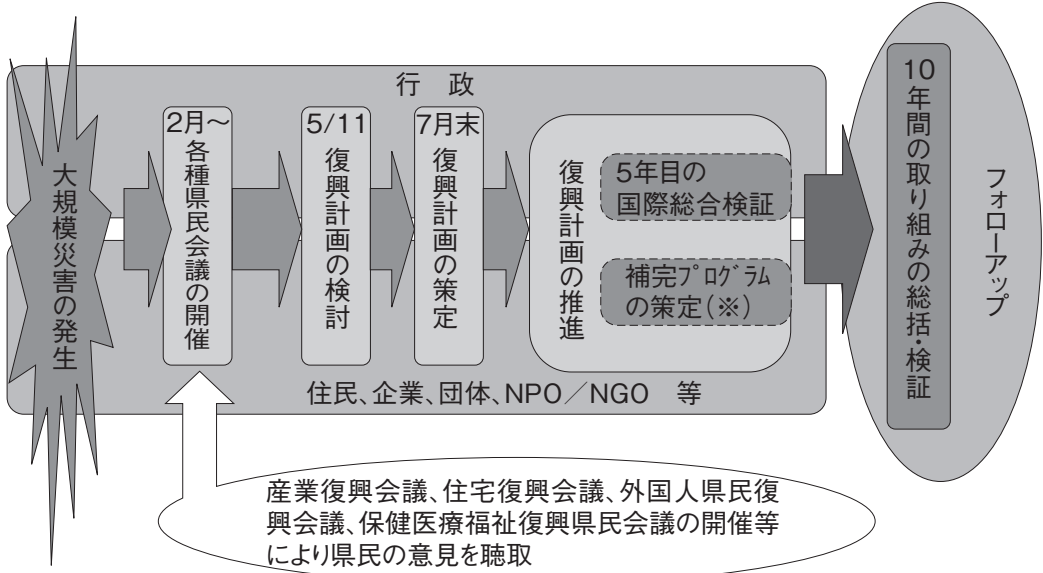 行　政
大規模災害の発生
2月～
各種県民会議の開催
5/11
復興計画の検討
7月末
復興計画の策定
復興計画の推進
5年目の
国際総合検証
補完プログラム
の策定(※)
住民、企業、団体、NPO／NGO　等
10年間の取り組みの総括・検証
フォローアップ
産業復興会議、住宅復興会議、外国人県民復
興会議、保健医療福祉復興県民会議の開催等
により県民の意見を聴取